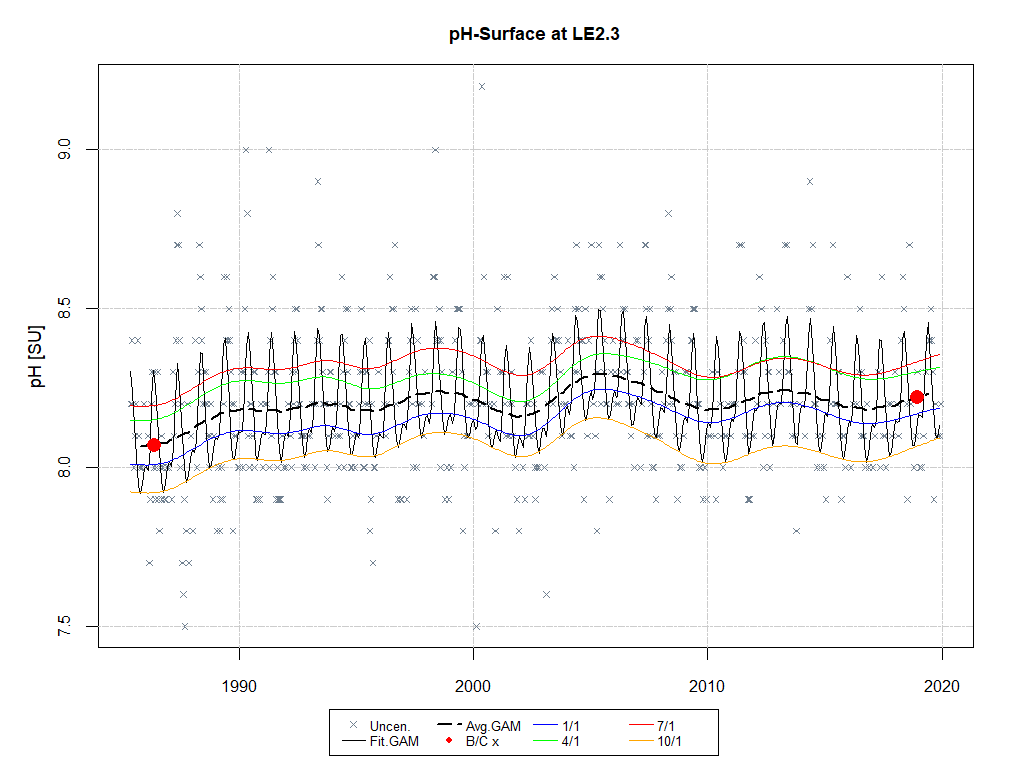 pH-Surface at LE2.3
pH [SU]
9.0
8.5
8.0
7.5
1990 2000 2010 2020
Uncen. Avg.GAM 1/1 7/1
Fit.GAM B/C x 4/1 10/1